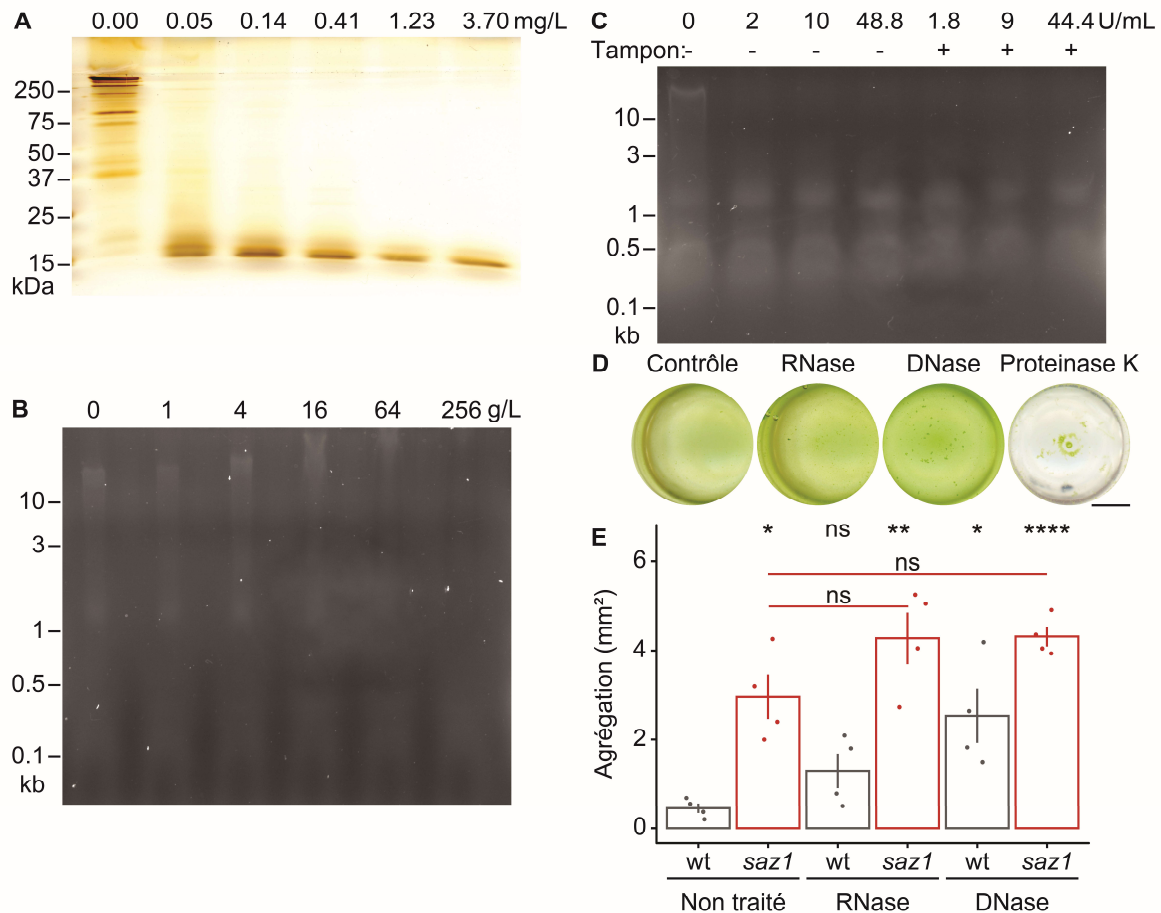 A 0.00 0.05 0.14 0.41 1.23 3.70 mg/L
250
75
50
37
25
15
kDa
B 0 1 4 16 64 256 g/L
10
3
1
0.5
0.1
kb
C 0 2 10 48.8 1.8 9 44.4 U/mL
Tampon: - - - - + + +
10
3
1
0.5
0.1
kb
D Contrôle RNase DNase Proteinase K
E * ns ** * ****
ns
ns
6
4
2
0
Agrégation (mm²)
wt saz1 wt saz1 wt saz1
Non traité RNase DNase